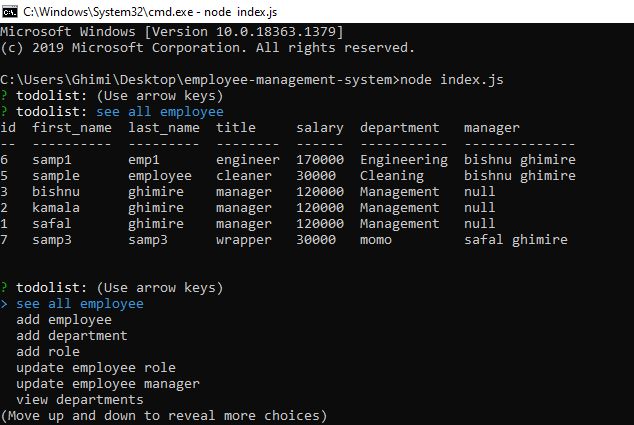 C:\Windows\System32\cmd.exe - node index.js
Microsoft Windows [Version 10.0.18363.1379]
(c) 2019 Microsoft Corporation. All rights reserved.
C:\Users\Ghimi\Desktop\employee-management-system>node index.js
? todolist: (Use arrow keys)
? todolist: see all employee
id  first_name  last_name  title     salary  department   manager
--  ----------  ---------  --------  ------  -----------  --------------
6   samp1       emp1       engineer  170000  Engineering  bishnu ghimire
5   sample      employee   cleaner   30000   Cleaning     bishnu ghimire
3   bishnu      ghimire    manager   120000  Management   null
2   kamala      ghimire    manager   120000  Management   null
1   safal       ghimire    manager   120000  Management   null
7   samp3       samp3      wrapper   30000   momo         safal ghimire
? todolist: (Use arrow keys)
> see all employee
  add employee
  add department
  add role
  update employee role
  update employee manager
  view departments
(Move up and down to reveal more choices)